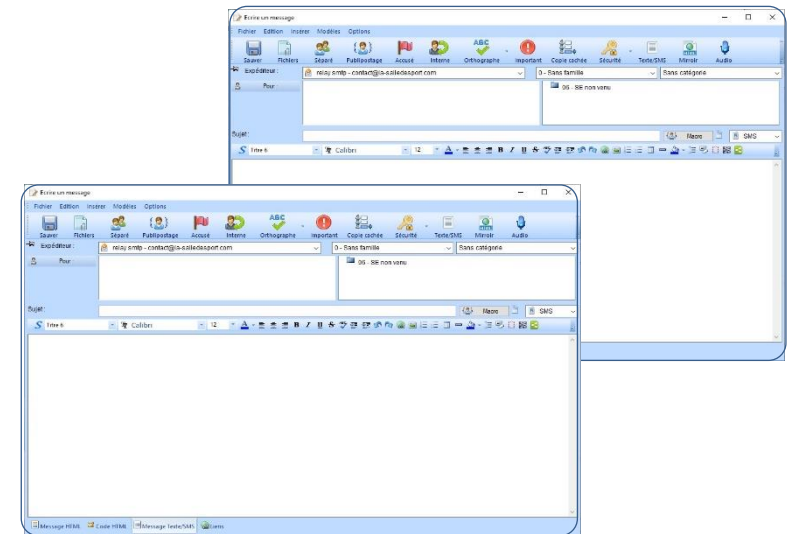 Ecrire un message
Fichier Edition Insérer Modèles Options
ABC
Sauver Fichiers Séparé Publipostage Accusé Interne Orthographe Important Copie cachée Sécurité Texte/SMS Mirroir Audio
Expéditeur : relay smtp - contact@la-salledesport.com 0 - Sans famille Sans catégorie
Pour 06 - SE non venu
Sujet : Macro SMS
S Titre 6 Calibri 12 A B I U S
Ecrire un message
Fichier Edition Insérer Modèles Options
ABC
Sauver Fichiers Séparé Publipostage Accusé Interne Orthographe Important Copie cachée Sécurité Texte/SMS Mirroir Audio
Expéditeur : relay smtp - contact@la-salledesport.com 0 - Sans famille Sans catégorie
Pour 06 - SE non venu
Sujet : Macro SMS
S Titre 6 Calibri 12 A B I U S
Message HTML Code HTML Message Texte/SMS Liens